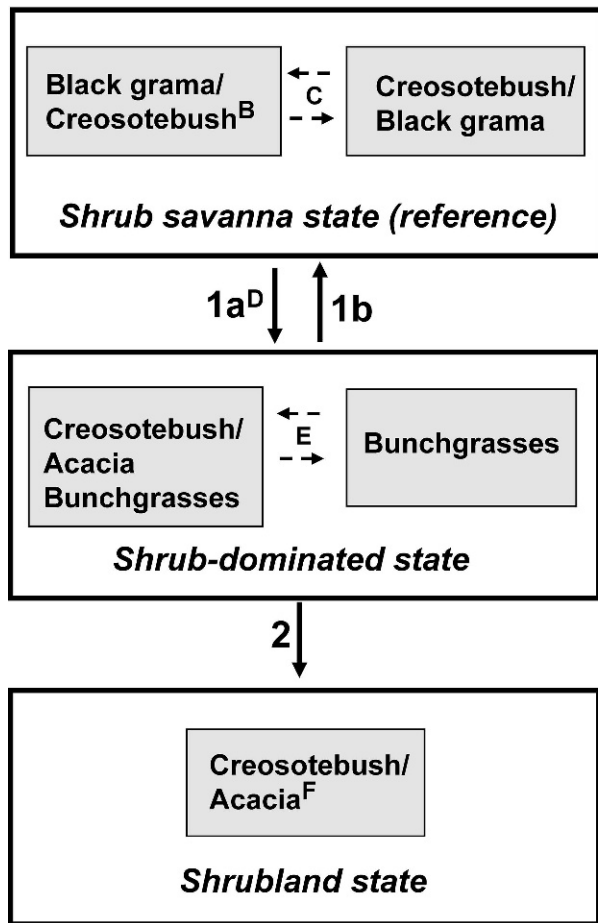 Black grama/
Creosotebush^B
C
Creosotebush/
Black grama
Shrub savanna state (reference)
1a^D
1b
Creosotebush/
Acacia
Bunchgrasses
E
Bunchgrasses
Shrub-dominated state
2
Creosotebush/
Acacia^F
Shrubland state